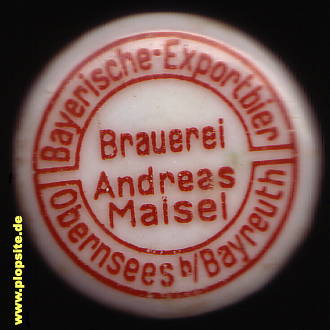 Bayerische-Exportbier
Brauerei
Andreas
Maisel
Obernsees b/Bayreuth
www.plopsite.de